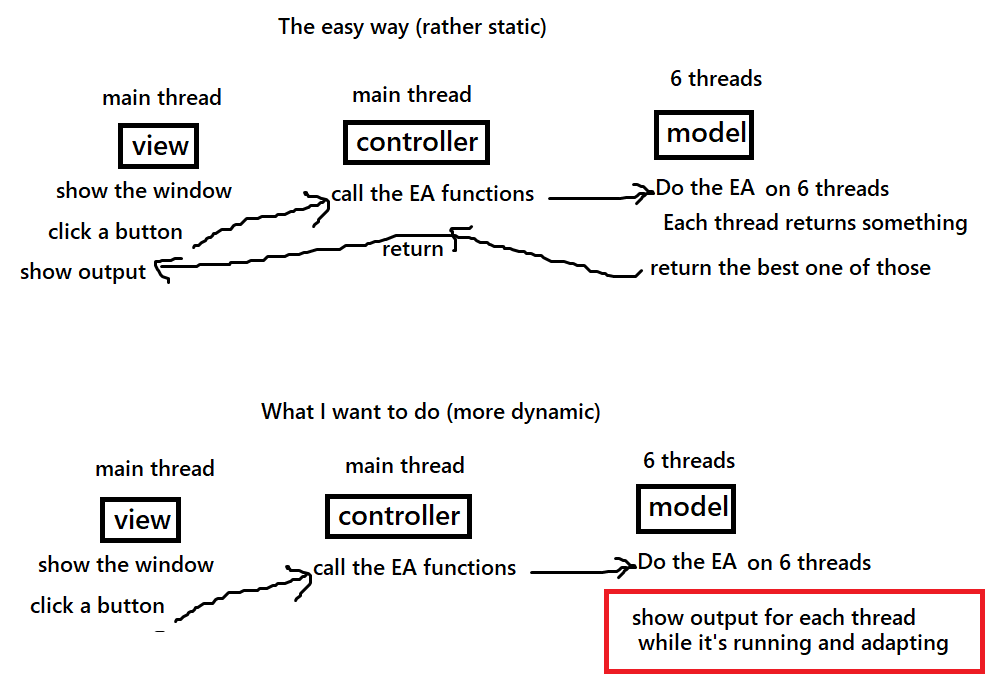 The easy way (rather static)
6 threads
main thread
main thread
view
controller
model
show the window
call the EA functions
Do the EA on 6 threads
click a button
Each thread returns something
show output
return
return the best one of those
What I want to do (more dynamic)
main thread
main thread
6 threads
view
controller
model
show the window
call the EA functions
Do the EA on 6 threads
click a button
show output for each thread
while it's running and adapting